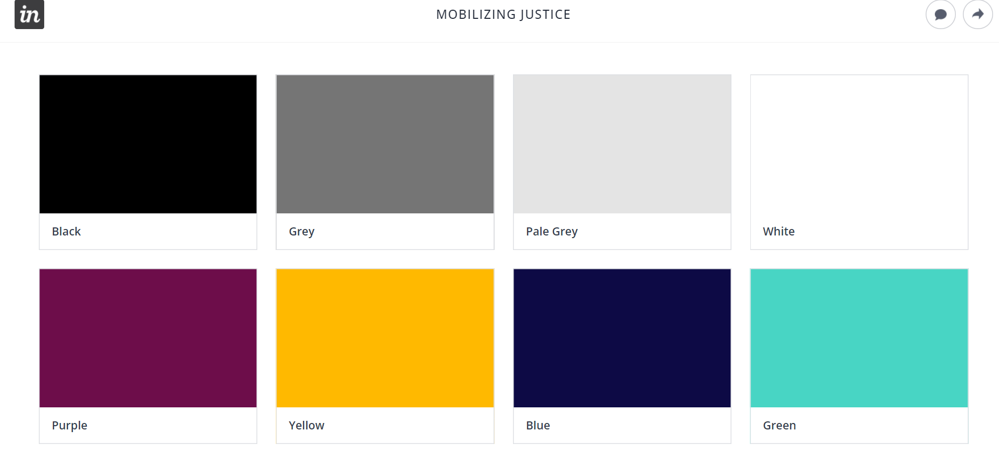 in
MOBILIZING JUSTICE
Black
Grey
Pale Grey
White
Purple
Yellow
Blue
Green